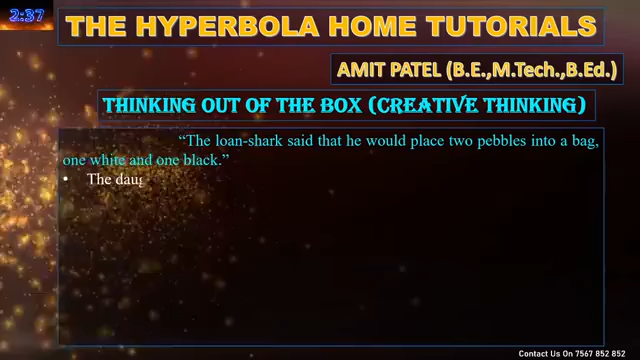 2:37
THE HYPERBOLA HOME TUTORIALS
AMIT PATEL (B.E.,M.Tech.,B.Ed.)
THINKING OUT OF THE BOX (CREATIVE THINKING)
“The loan-shark said that he would place two pebbles into a bag,
one white and one black.”
• The daug
Contact Us On 7567 852 852